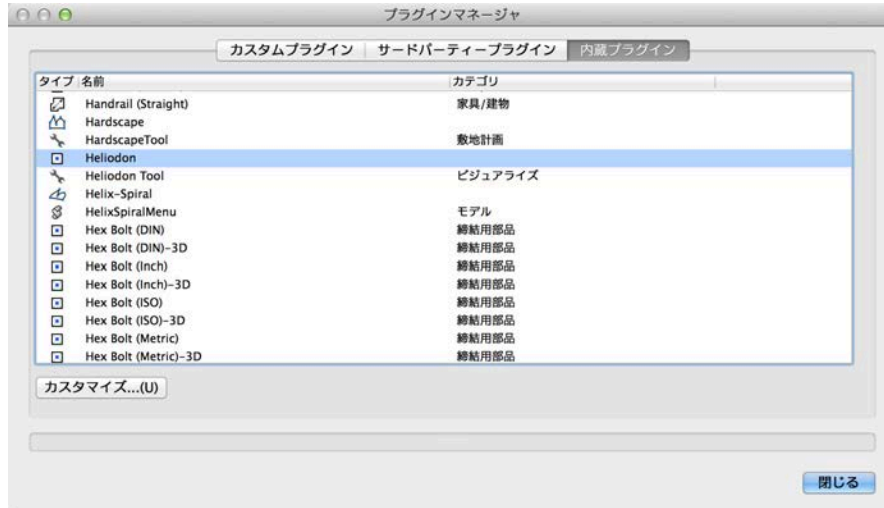 プラグインマネージャ
カスタムプラグイン サードパーティープラグイン 内蔵プラグイン
タイプ 名前 カテゴリ
Handrail (Straight) 家具/建物
Hardscape
HardscapeTool 敷地計画
Heliodon
Heliodon Tool ビジュアライズ
Helix-Spiral
HelixSpiralMenu モデル
Hex Bolt (DIN) 締結用部品
Hex Bolt (DIN)-3D 締結用部品
Hex Bolt (Inch) 締結用部品
Hex Bolt (Inch)-3D 締結用部品
Hex Bolt (ISO) 締結用部品
Hex Bolt (ISO)-3D 締結用部品
Hex Bolt (Metric) 締結用部品
Hex Bolt (Metric)-3D 締結用部品
カスタマイズ...(U)
閉じる